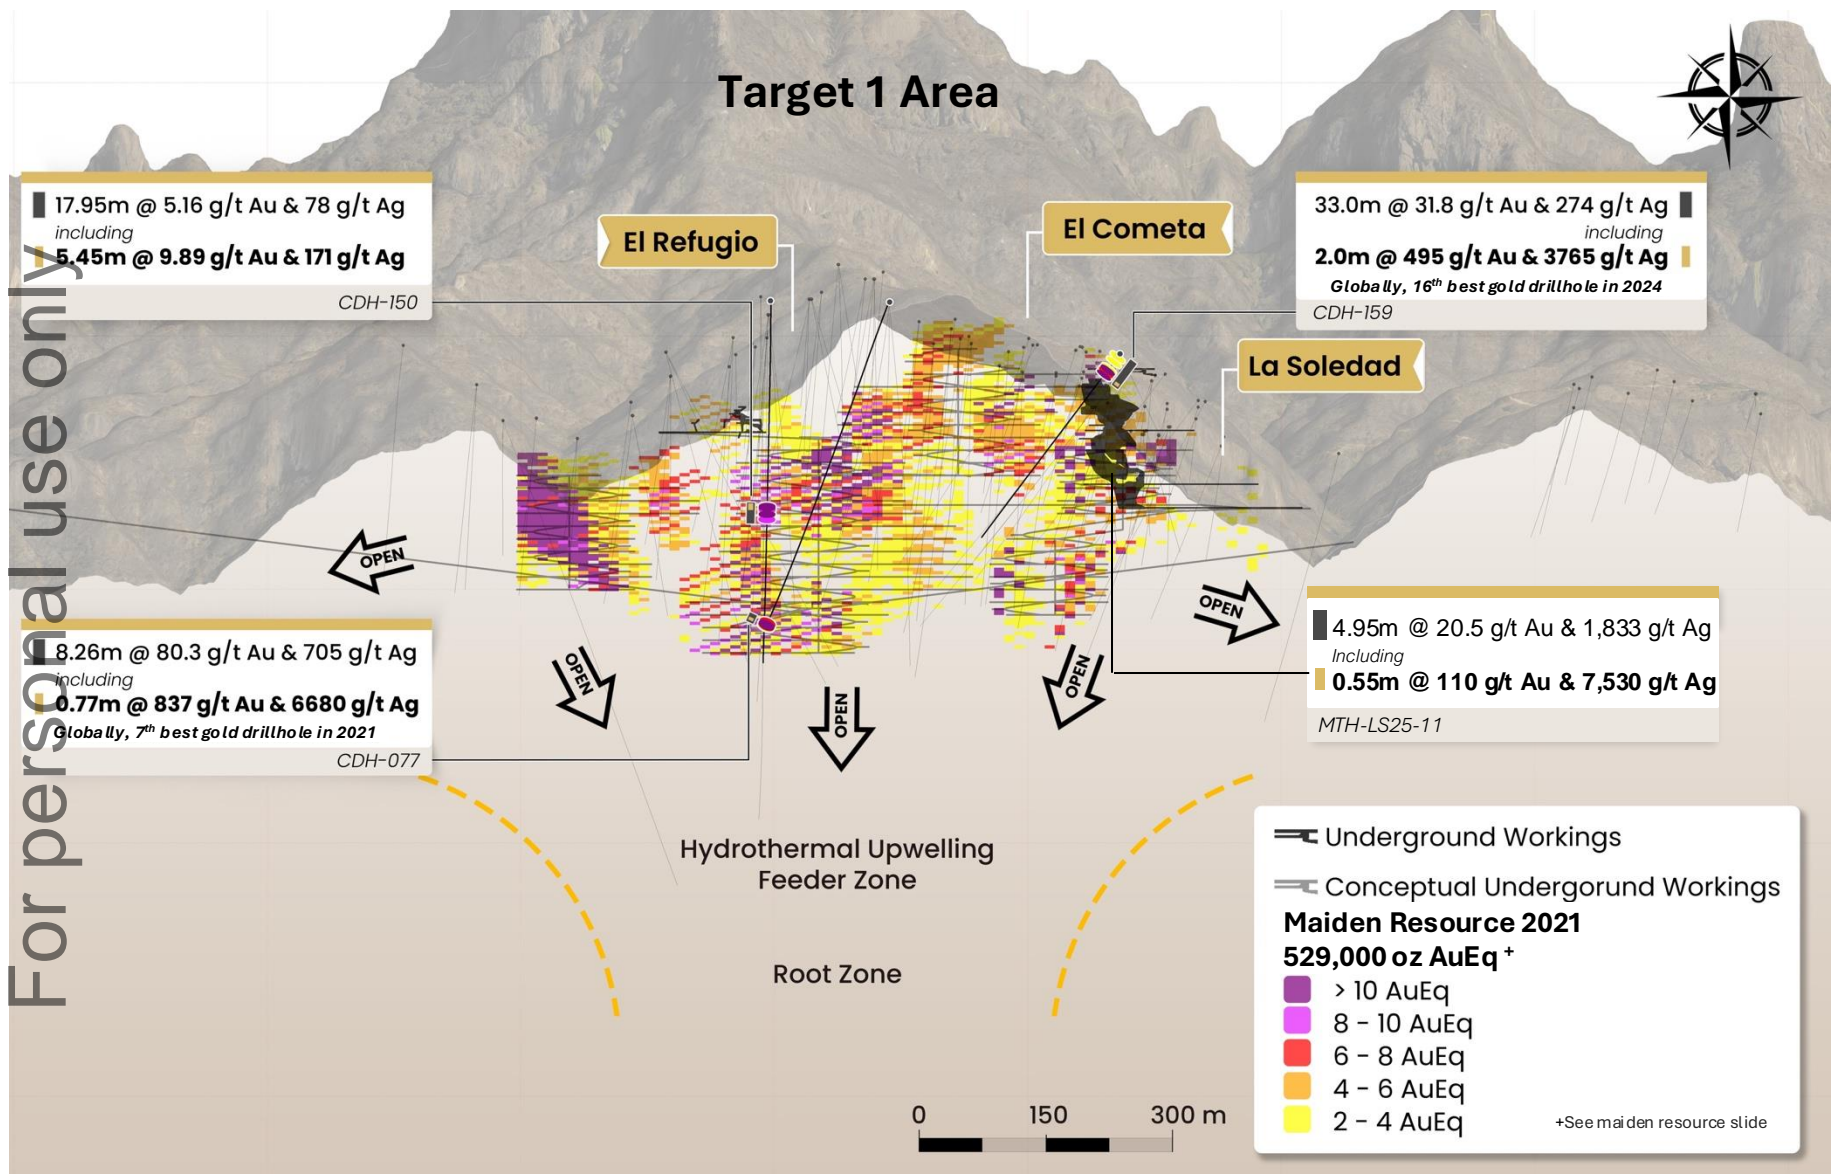 Target 1 Area
17.95m @ 5.16 g/t Au & 78 g/t Ag
including
5.45m @ 9.89 g/t Au & 171 g/t Ag
CDH-150
El Refugio
El Cometa
33.0m @ 31.8 g/t Au & 274 g/t Ag
including
2.0m @ 495 g/t Au & 3765 g/t Ag
Globally, 16th best gold drillhole in 2024
CDH-159
La Soledad
For personal use only
OPEN
OPEN
OPEN
OPEN
OPEN
8.26m @ 80.3 g/t Au & 705 g/t Ag
including
0.77m @ 837 g/t Au & 6680 g/t Ag
Globally, 7th best gold drillhole in 2021
CDH-077
4.95m @ 20.5 g/t Au & 1,833 g/t Ag
Including
0.55m @ 110 g/t Au & 7,530 g/t Ag
MTH-LS25-11
Hydrothermal Upwelling
Feeder Zone
Root Zone
Underground Workings
Conceptual Undergorund Workings
Maiden Resource 2021
529,000 oz AuEq +
> 10 AuEq
8 - 10 AuEq
6 - 8 AuEq
4 - 6 AuEq
2 - 4 AuEq
+See maiden resource slide
0 150 300 m